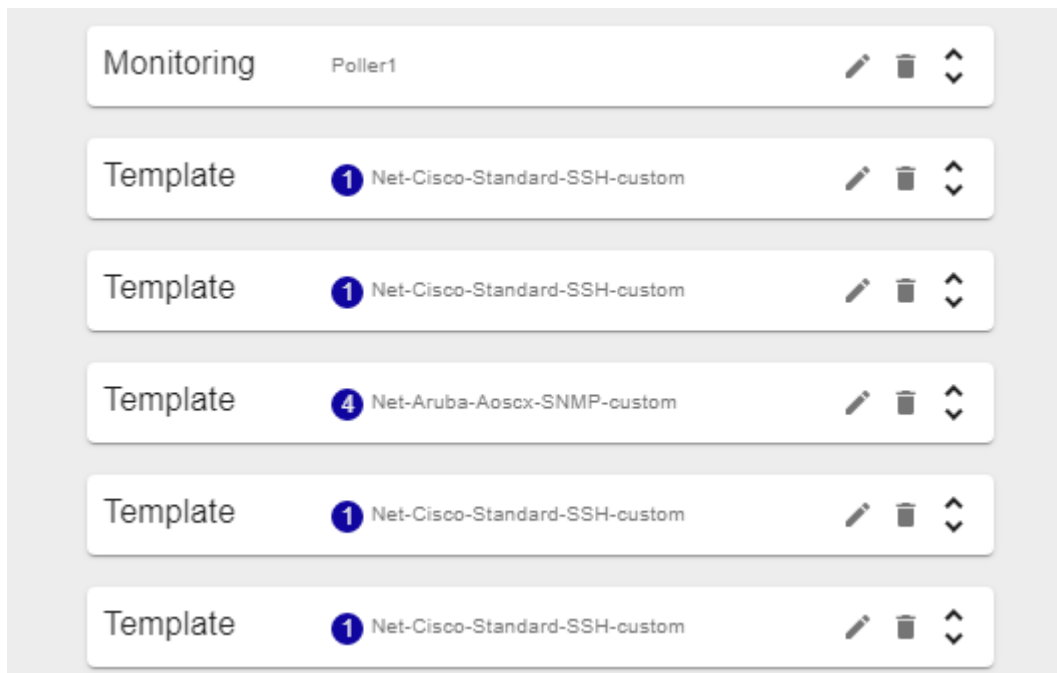 Monitoring Poller1
Template 1 Net-Cisco-Standard-SSH-custom
Template 1 Net-Cisco-Standard-SSH-custom
Template 4 Net-Aruba-Aoscx-SNMP-custom
Template 1 Net-Cisco-Standard-SSH-custom
Template 1 Net-Cisco-Standard-SSH-custom